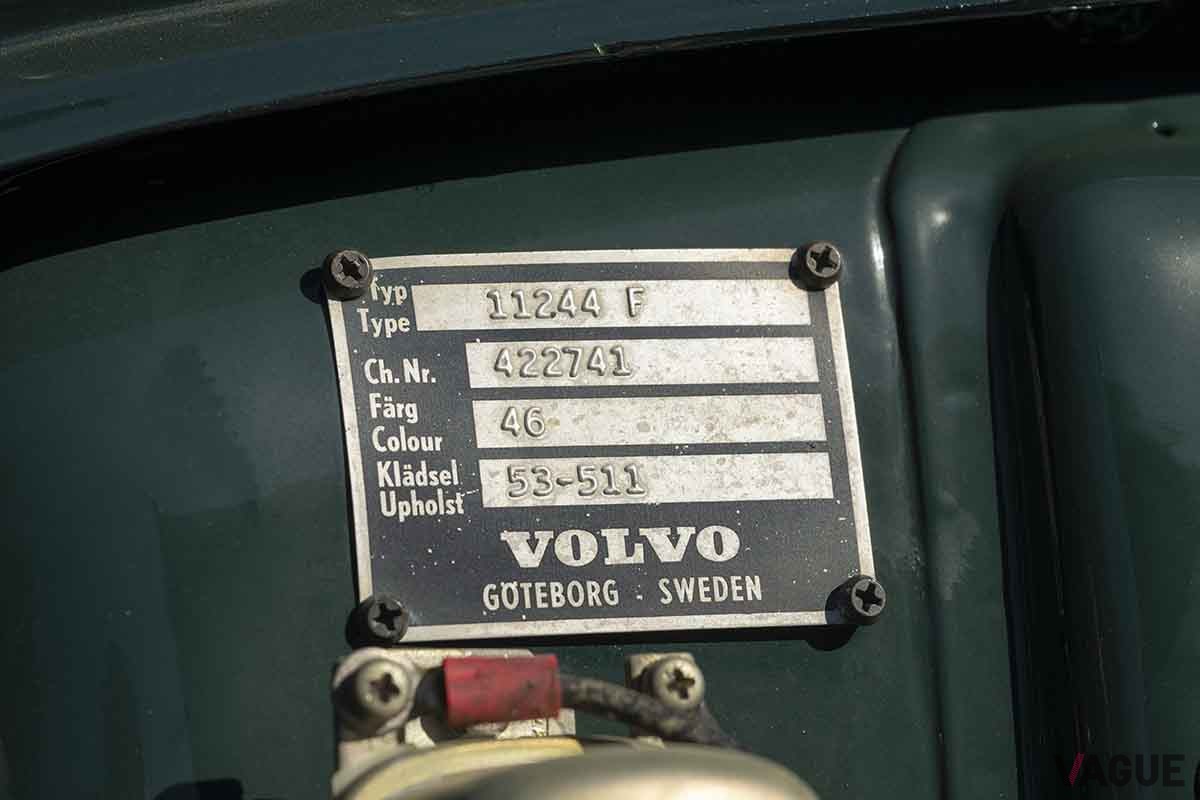 Typ
Type 11244 F
Ch.Nr. 422741
Färg
Colour 46
Klädsel
Upholst 53-511
VOLVO
GÖTEBORG . SWEDEN
VAGUE